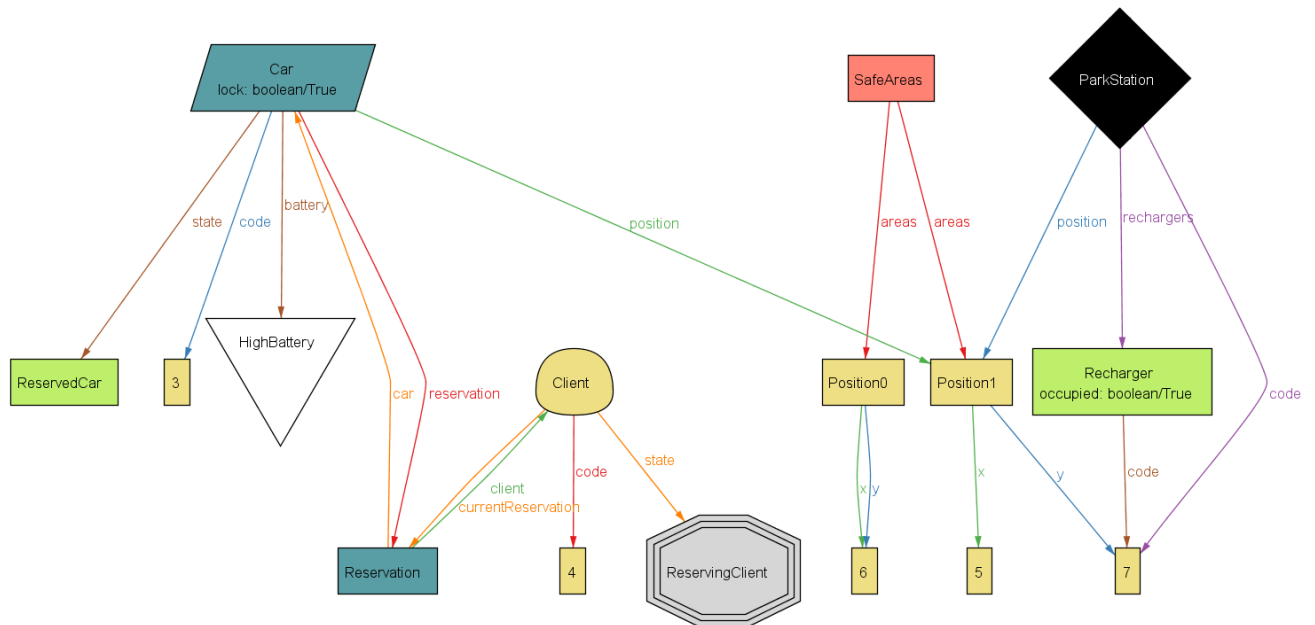 Car
lock: boolean/True
SafeAreas
ParkStation
state
code
battery
position
areas
areas
position
rechargers
ReservedCar
3
HighBattery
car
reservation
Client
Position0
Position1
Recharger
occupied: boolean/True
code
client
currentReservation
code
state
x
y
x
y
code
Reservation
4
ReservingClient
6
5
7